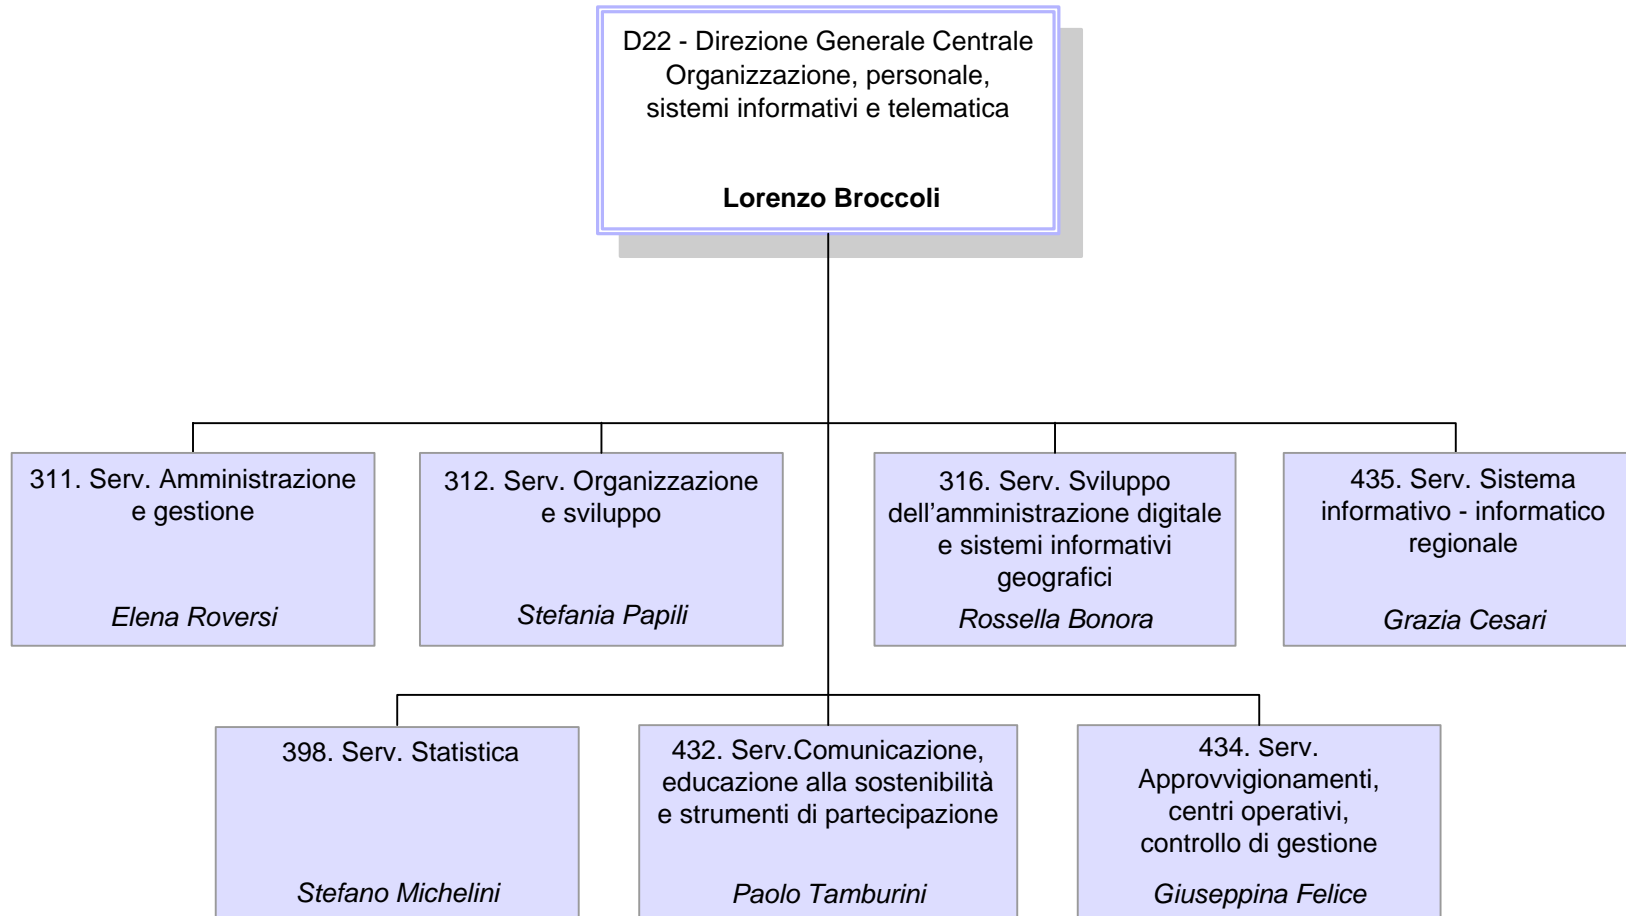 D22 - Direzione Generale Centrale
Organizzazione, personale,
sistemi informativi e telematica
Lorenzo Broccoli
311. Serv. Amministrazione
e gestione
Elena Roversi
312. Serv. Organizzazione
e sviluppo
Stefania Papili
316. Serv. Sviluppo
dell’amministrazione digitale
e sistemi informativi
geografici
Rossella Bonora
435. Serv. Sistema
informativo - informatico
regionale
Grazia Cesari
398. Serv. Statistica
Stefano Michelini
432. Serv.Comunicazione,
educazione alla sostenibilità
e strumenti di partecipazione
Paolo Tamburini
434. Serv.
Approvvigionamenti,
centri operativi,
controllo di gestione
Giuseppina Felice